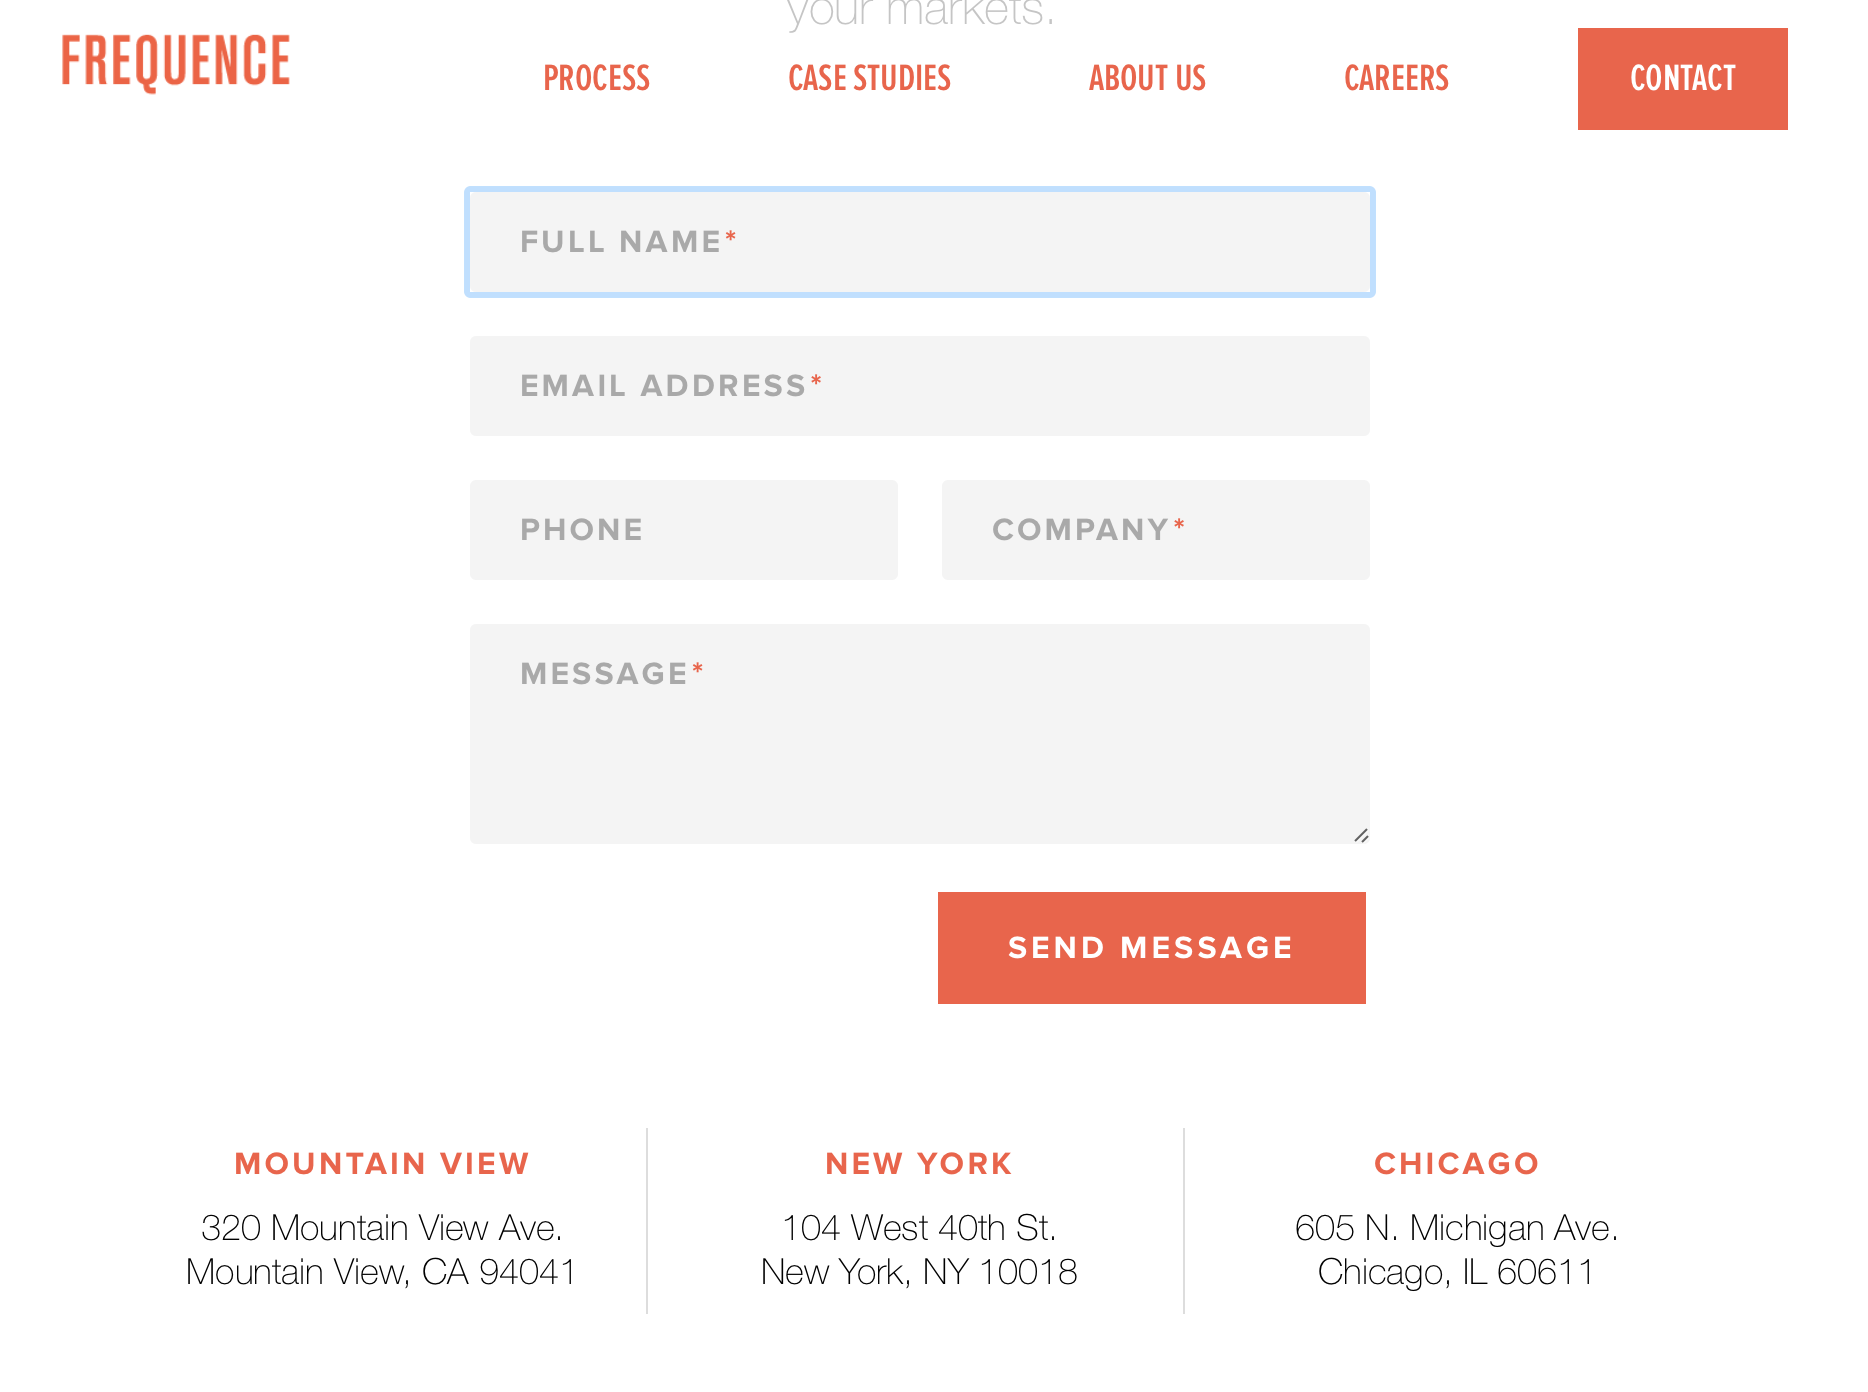 your markets.
FREQUENCE
PROCESS
CASE STUDIES
ABOUT US
CAREERS
CONTACT
FULL NAME*
EMAIL ADDRESS*
PHONE
COMPANY*
MESSAGE*
SEND MESSAGE
MOUNTAIN VIEW
320 Mountain View Ave.
Mountain View, CA 94041
NEW YORK
104 West 40th St.
New York, NY 10018
CHICAGO
605 N. Michigan Ave.
Chicago, IL 60611